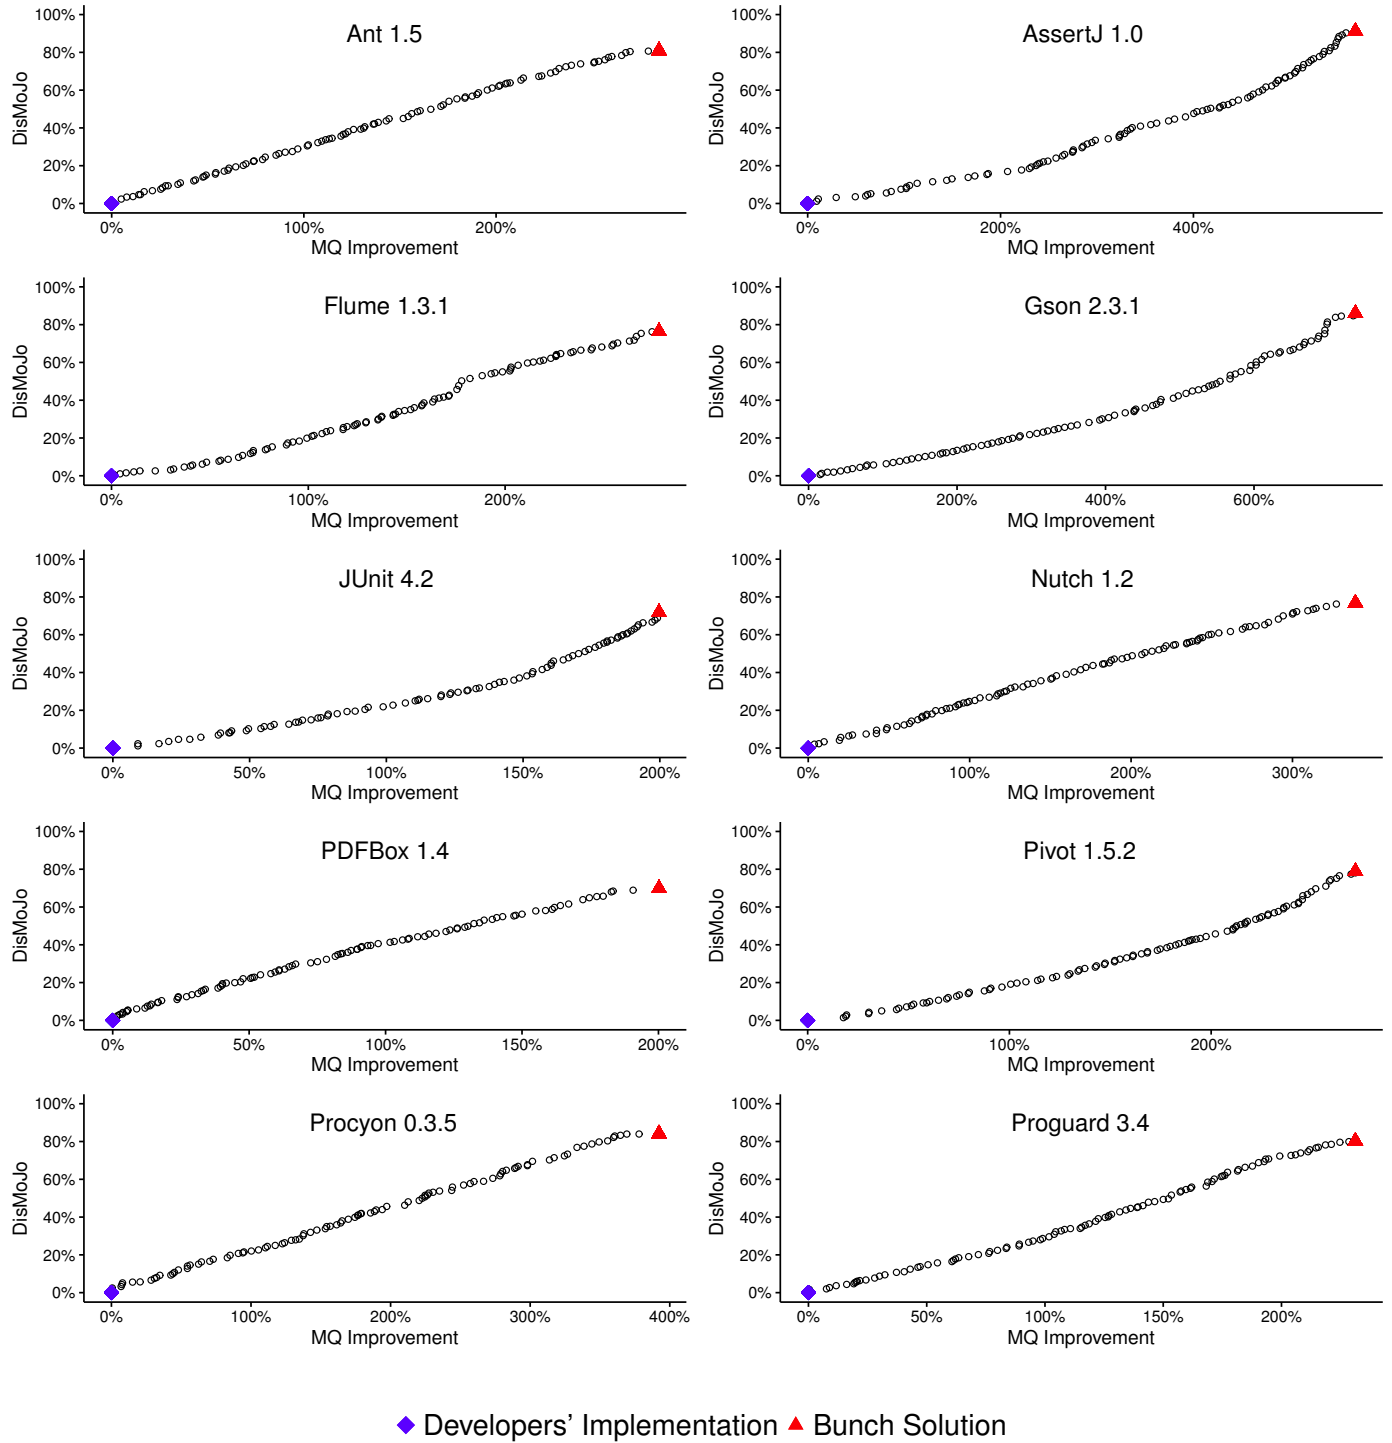 Ant 1.5
DisMoJo
100%
80%
60%
40%
20%
0%
0% 100% 200%
MQ Improvement
AssertJ 1.0
DisMoJo
100%
80%
60%
40%
20%
0%
0% 200% 400%
MQ Improvement
Flume 1.3.1
DisMoJo
100%
80%
60%
40%
20%
0%
0% 100% 200%
MQ Improvement
Gson 2.3.1
DisMoJo
100%
80%
60%
40%
20%
0%
0% 200% 400% 600%
MQ Improvement
JUnit 4.2
DisMoJo
100%
80%
60%
40%
20%
0%
0% 50% 100% 150% 200%
MQ Improvement
Nutch 1.2
DisMoJo
100%
80%
60%
40%
20%
0%
0% 100% 200% 300%
MQ Improvement
PDFBox 1.4
DisMoJo
100%
80%
60%
40%
20%
0%
0% 50% 100% 150% 200%
MQ Improvement
Pivot 1.5.2
DisMoJo
100%
80%
60%
40%
20%
0%
0% 100% 200%
MQ Improvement
Procyon 0.3.5
DisMoJo
100%
80%
60%
40%
20%
0%
0% 100% 200% 300% 400%
MQ Improvement
Proguard 3.4
DisMoJo
100%
80%
60%
40%
20%
0%
0% 50% 100% 150% 200%
MQ Improvement
Developers' Implementation Bunch Solution